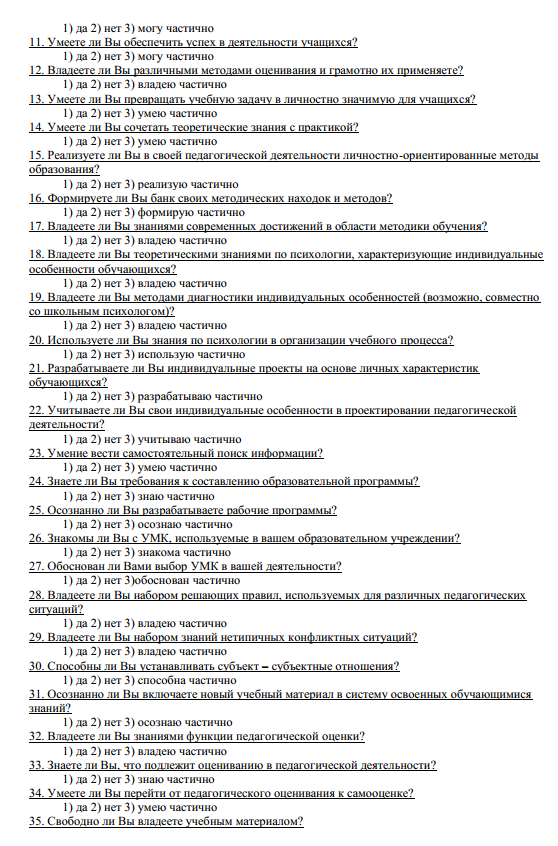 1) да 2) нет 3) могу частично
11. Умеете ли Вы обеспечить успех в деятельности учащихся?
1) да 2) нет 3) могу частично
12. Владеете ли Вы различными методами оценивания и грамотно их применяете?
1) да 2) нет 3) владею частично
13. Умеете ли Вы превращать учебную задачу в личностно значимую для учащихся?
1) да 2) нет 3) умею частично
14. Умеете ли Вы сочетать теоретические знания с практикой?
1) да 2) нет 3) умею частично
15. Реализуете ли Вы в своей педагогической деятельности личностно-ориентированные методы
образования?
1) да 2) нет 3) реализую частично
16. Формируете ли Вы банк своих методических находок и методов?
1) да 2) нет 3) формирую частично
17. Владеете ли Вы знаниями современных достижений в области методики обучения?
1) да 2) нет 3) владею частично
18. Владеете ли Вы теоретическими знаниями по психологии, характеризующие индивидуальные
особенности обучающихся?
1) да 2) нет 3) владею частично
19. Владеете ли Вы методами диагностики индивидуальных особенностей (возможно, совместно
со школьным психологом)?
1) да 2) нет 3) владею частично
20. Используете ли Вы знания по психологии в организации учебного процесса?
1) да 2) нет 3) использую частично
21. Разрабатываете ли Вы индивидуальные проекты на основе личных характеристик
обучающихся?
1) да 2) нет 3) разрабатываю частично
22. Учитываете ли Вы свои индивидуальные особенности в проектировании педагогической
деятельности?
1) да 2) нет 3) учитываю частично
23. Умение вести самостоятельный поиск информации?
1) да 2) нет 3) умею частично
24. Знаете ли Вы требования к составлению образовательной программы?
1) да 2) нет 3) знаю частично
25. Осознанно ли Вы разрабатываете рабочие программы?
1) да 2) нет 3) осознаю частично
26. Знакомы ли Вы с УМК, используемые в вашем образовательном учреждении?
1) да 2) нет 3) знакома частично
27. Обоснован ли Вами выбор УМК в вашей деятельности?
1) да 2) нет 3)обоснован частично
28. Владеете ли Вы набором решающих правил, используемых для различных педагогических
ситуаций?
1) да 2) нет 3) владею частично
29. Владеете ли Вы набором знаний нетипичных конфликтных ситуаций?
1) да 2) нет 3) владею частично
30. Способны ли Вы устанавливать субъект – субъектные отношения?
1) да 2) нет 3) способна частично
31. Осознанно ли Вы включаете новый учебный материал в систему освоенных обучающимися
знаний?
1) да 2) нет 3) осознаю частично
32. Владеете ли Вы знаниями функции педагогической оценки?
1) да 2) нет 3) владею частично
33. Знаете ли Вы, что подлежит оцениванию в педагогической деятельности?
1) да 2) нет 3) знаю частично
34. Умеете ли Вы перейти от педагогического оценивания к самооценке?
1) да 2) нет 3) умею частично
35. Свободно ли Вы владеете учебным материалом?